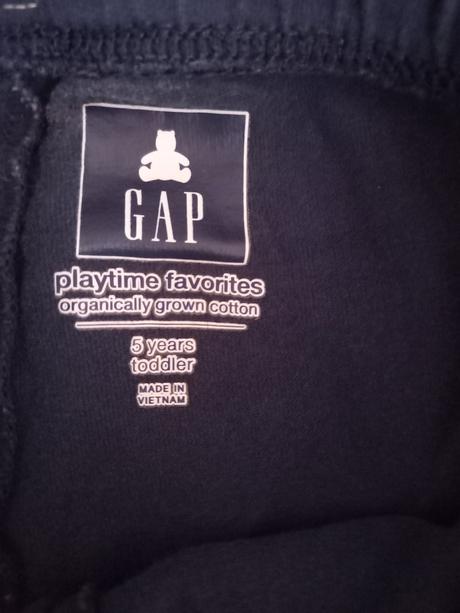 GAP
playtime favorites
organically grown cotton
5 years
toddler
MADE IN
VIETNAM